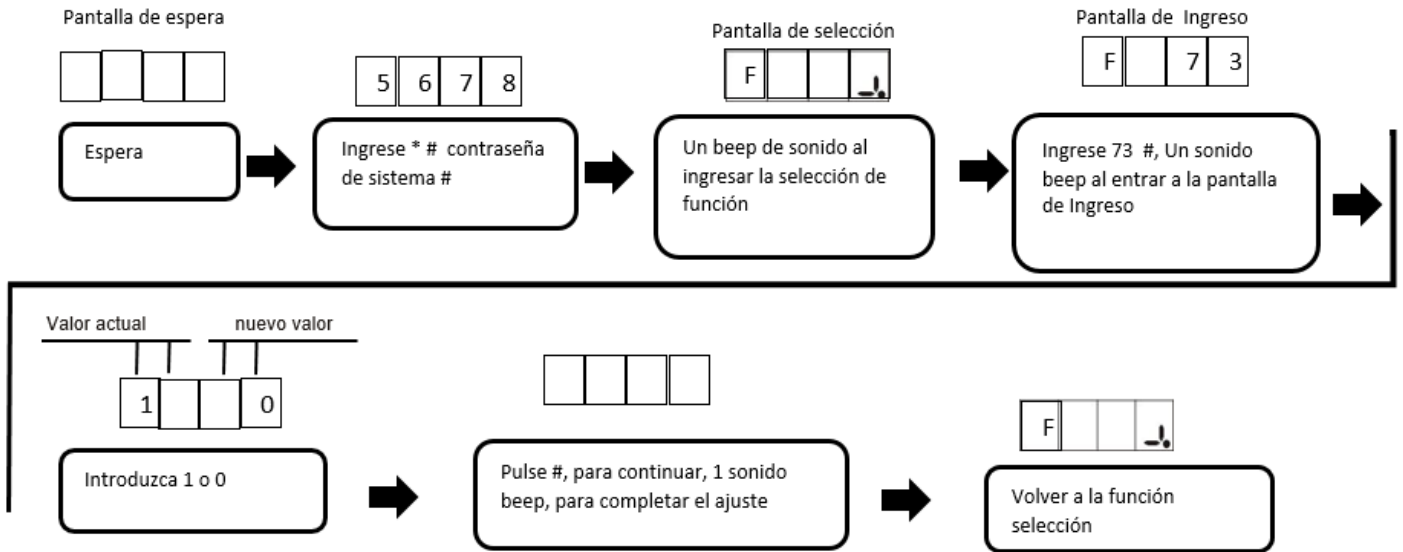 Pantalla de espera
Espera
5 6 7 8
Ingrese * # contraseña
de sistema #
Pantalla de selección
F
Un beep de sonido al
ingresar la selección de
función
Pantalla de Ingreso
F 7 3
Ingrese 73 #, Un sonido
beep al entrar a la pantalla
de Ingreso
Valor actual nuevo valor
1 0
Introduzca 1 o 0
Pulse #, para continuar, 1 sonido
beep, para completar el ajuste
F
Volver a la función
selección